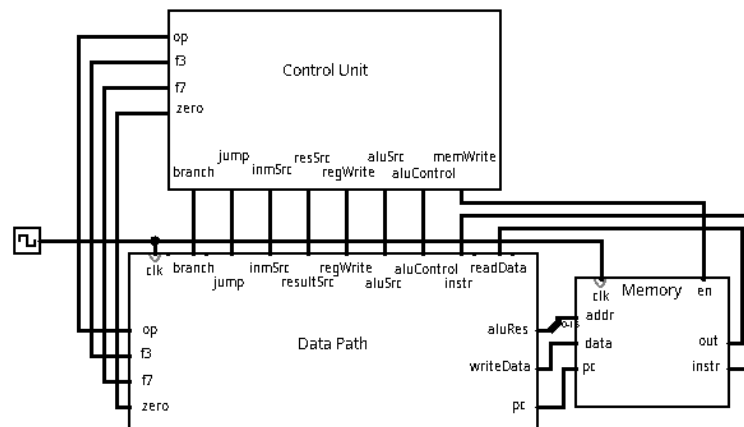 op
f3
f7
zero
Control Unit
branch
jump
inmSrc
resSrc
regWrite
aluSrc
aluControl
memWrite
clk
branch
jump
inmSrc
resultSrc
regWrite
aluSrc
aluControl
instr
readData
op
f3
f7
zero
Data Path
aluRes
writeData
pc
0-15
clk
Memory
en
addr
data
pc
out
instr